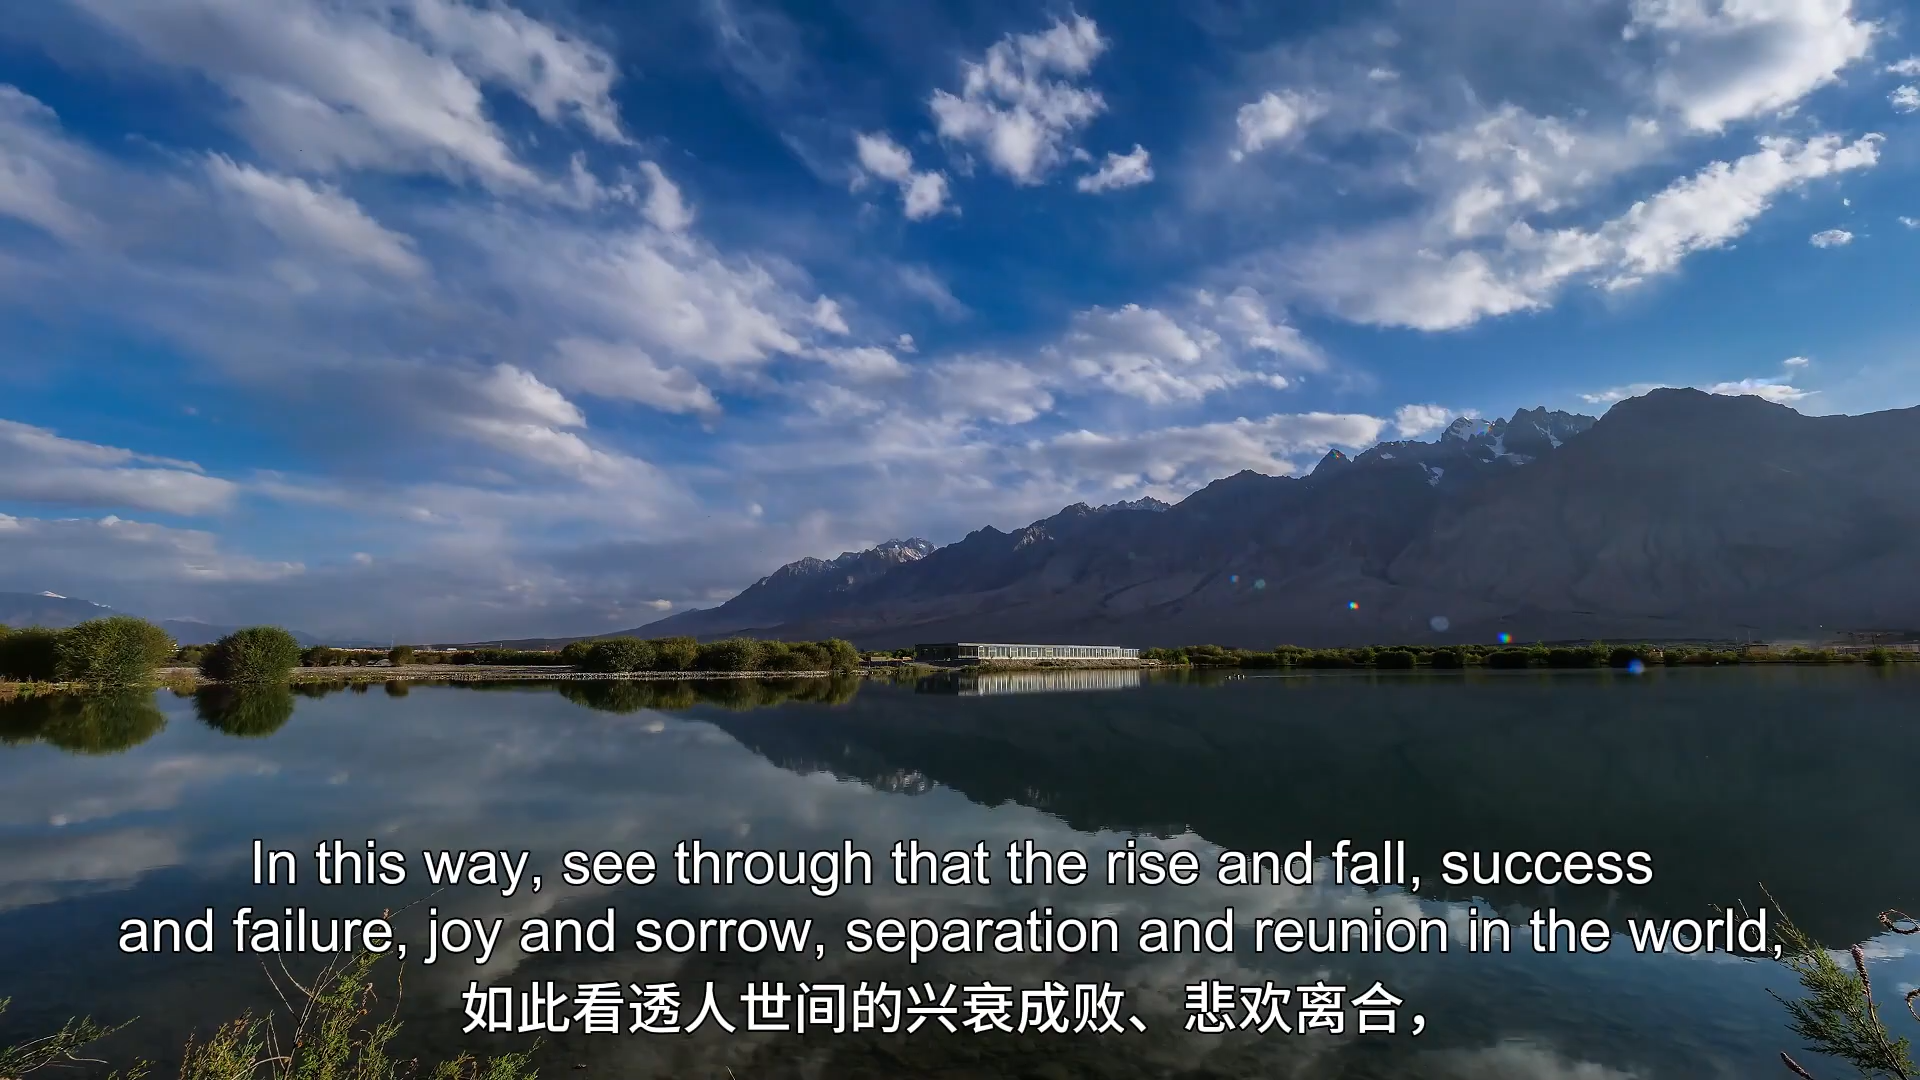 In this way, see through that the rise and fall, success
and failure, joy and sorrow, separation and reunion in the world,
如此看透人世间的兴衰成败、悲欢离合，